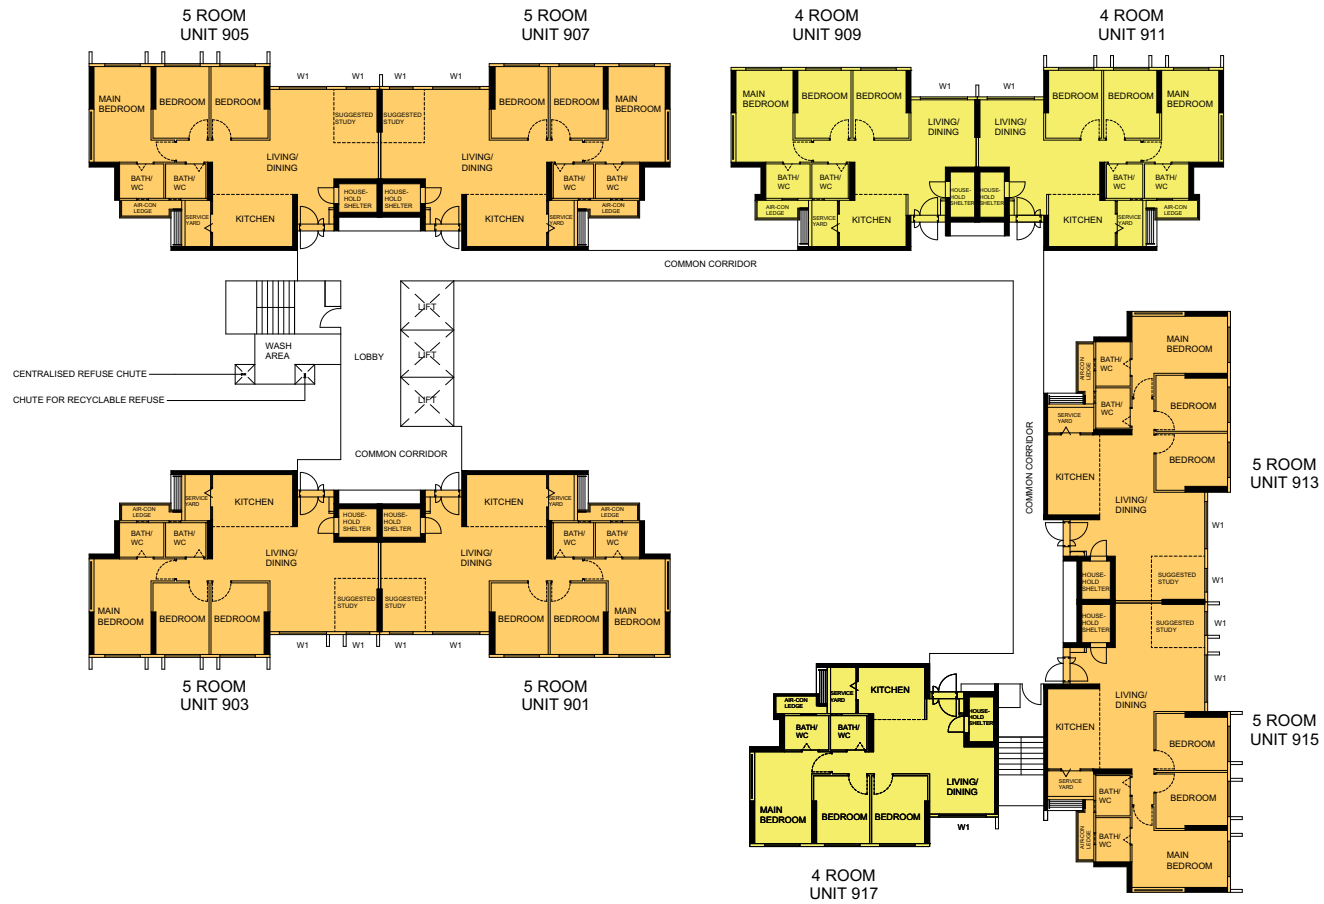 5 ROOM
UNIT 905
5 ROOM
UNIT 907
4 ROOM
UNIT 909
4 ROOM
UNIT 911
W1
W1
W1
W1
MAIN
BEDROOM
BEDROOM
BEDROOM
SUGGESTED
STUDY
LIVING/
DINING
BATH/
WC
BATH/
WC
AIR-CON
LEDGE
SERVICE
YARD
KITCHEN
HOUSE-
HOLD
SHELTER
SUGGESTED
STUDY
BEDROOM
BEDROOM
MAIN
BEDROOM
LIVING/
DINING
BATH/
WC
BATH/
WC
HOUSE-
HOLD
SHELTER
KITCHEN
SERVICE
YARD
AIR-CON
LEDGE
W1
W1
MAIN
BEDROOM
BEDROOM
BEDROOM
LIVING/
DINING
BATH/
WC
BATH/
WC
AIR-CON
LEDGE
SERVICE
YARD
KITCHEN
HOUSE-
HOLD
SHELTER
LIVING/
DINING
BEDROOM
BEDROOM
MAIN
BEDROOM
HOUSE-
HOLD
SHELTER
BATH/
WC
BATH/
WC
KITCHEN
SERVICE
YARD
AIR-CON
LEDGE
COMMON CORRIDOR
LIFT
LIFT
LIFT
WASH
AREA
LOBBY
CENTRALISED REFUSE CHUTE
CHUTE FOR RECYCLABLE REFUSE
COMMON CORRIDOR
COMMON CORRIDOR
MAIN
BEDROOM
BATH/
WC
AIR-CON
LEDGE
BATH/
WC
BEDROOM
SERVICE
YARD
BEDROOM
KITCHEN
LIVING/
DINING
5 ROOM
UNIT 913
W1
W1
HOUSE-
HOLD
SHELTER
SUGGESTED
STUDY
KITCHEN
SERVICE
YARD
AIR-CON
LEDGE
BATH/
WC
BATH/
WC
LIVING/
DINING
HOUSE-
HOLD
SHELTER
MAIN
BEDROOM
BEDROOM
BEDROOM
SUGGESTED
STUDY
W1
W1
KITCHEN
SERVICE
YARD
AIR-CON
LEDGE
HOUSE-
HOLD
SHELTER
BATH/
WC
BATH/
WC
LIVING/
DINING
SUGGESTED
STUDY
BEDROOM
BEDROOM
MAIN
BEDROOM
W1
W1
5 ROOM
UNIT 903
5 ROOM
UNIT 901
HOUSE-
HOLD
SHELTER
SUGGESTED
STUDY
W1
W1
LIVING/
DINING
KITCHEN
BEDROOM
5 ROOM
UNIT 915
SERVICE
YARD
BATH/
WC
BEDROOM
AIR-CON
LEDGE
BATH/
WC
MAIN
BEDROOM
AIR-CON
LEDGE
SERVICE
YARD
KITCHEN
HOUSE-
HOLD
SHELTER
BATH/
WC
BATH/
WC
LIVING/
DINING
MAIN
BEDROOM
BEDROOM
BEDROOM
W1
4 ROOM
UNIT 917